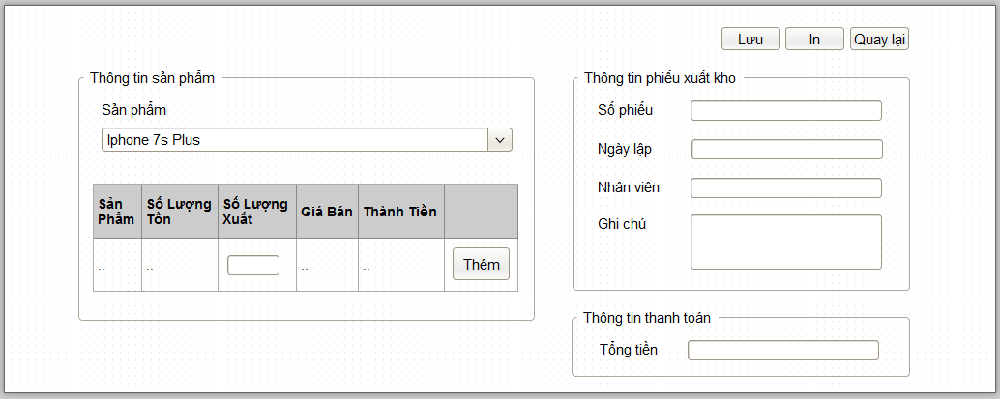 Lưu In Quay lại
Thông tin sản phẩm
Sản phẩm
Iphone 7s Plus
Sản Phẩm Số Lượng Tồn Số Lượng Xuất Giá Bán Thành Tiền
.. .. .. .. Thêm
Thông tin phiếu xuất kho
Số phiếu
Ngày lập
Nhân viên
Ghi chú
Thông tin thanh toán
Tổng tiền